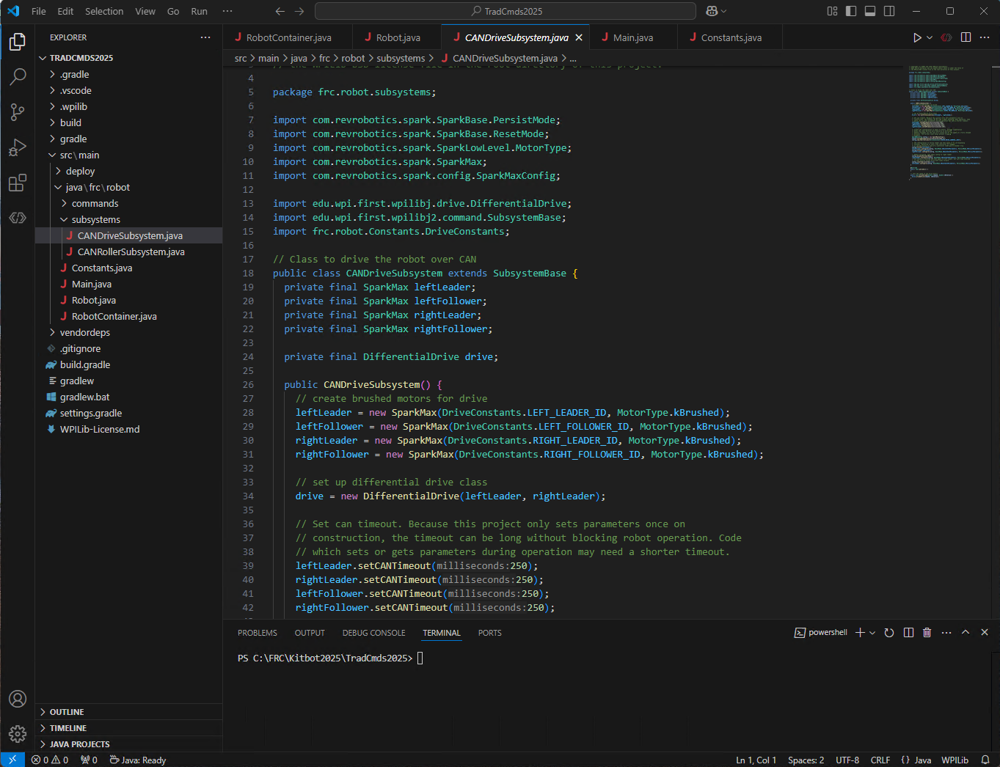 File Edit Selection View Go Run ··· TradCmds2025
EXPLORER ···
TRADCMDS2025
.gradle
.vscode
.wpilib
build
gradle
src\main
deploy
java\frc\robot
commands
subsystems
J CANDriveSubsystem.java
J CANRollerSubsystem.java
J Constants.java
J Main.java
J Robot.java
J RobotContainer.java
vendordeps
.gitignore
build.gradle
gradlew
gradlew.bat
settings.gradle
WPILib-License.md
OUTLINE
TIMELINE
JAVA PROJECTS
J RobotContainer.java J Robot.java J CANDriveSubsystem.java J Main.java J Constants.java
src > main > java > frc > robot > subsystems > J CANDriveSubsystem.java > ...
3 // the WPILib BSD license file in the root directory of this project.
4
5 package frc.robot.subsystems;
6
7 import com.revrobotics.spark.SparkBase.PersistMode;
8 import com.revrobotics.spark.SparkBase.ResetMode;
9 import com.revrobotics.spark.SparkLowLevel.MotorType;
10 import com.revrobotics.spark.SparkMax;
11 import com.revrobotics.spark.config.SparkMaxConfig;
12
13 import edu.wpi.first.wpilibj.drive.DifferentialDrive;
14 import edu.wpi.first.wpilibj2.command.SubsystemBase;
15 import frc.robot.Constants.DriveConstants;
16
17 // Class to drive the robot over CAN
18 public class CANDriveSubsystem extends SubsystemBase {
19 private final SparkMax leftLeader;
20 private final SparkMax leftFollower;
21 private final SparkMax rightLeader;
22 private final SparkMax rightFollower;
23
24 private final DifferentialDrive drive;
25
26 public CANDriveSubsystem() {
27 // create brushed motors for drive
28 leftLeader = new SparkMax(DriveConstants.LEFT_LEADER_ID, MotorType.kBrushed);
29 leftFollower = new SparkMax(DriveConstants.LEFT_FOLLOWER_ID, MotorType.kBrushed);
30 rightLeader = new SparkMax(DriveConstants.RIGHT_LEADER_ID, MotorType.kBrushed);
31 rightFollower = new SparkMax(DriveConstants.RIGHT_FOLLOWER_ID, MotorType.kBrushed);
32
33 // set up differential drive class
34 drive = new DifferentialDrive(leftLeader, rightLeader);
35
36 // Set can timeout. Because this project only sets parameters once on
37 // construction, the timeout can be long without blocking robot operation. Code
38 // which sets or gets parameters during operation may need a shorter timeout.
39 leftLeader.setCANTimeout(milliseconds:250);
40 rightLeader.setCANTimeout(milliseconds:250);
41 leftFollower.setCANTimeout(milliseconds:250);
42 rightFollower.setCANTimeout(milliseconds:250);
PROBLEMS OUTPUT DEBUG CONSOLE TERMINAL PORTS powershell
PS C:\FRC\Kitbot2025\TradCmds2025>
0 0 0 Java: Ready Ln 1, Col 1 Spaces: 2 UTF-8 CRLF {} Java WPILib